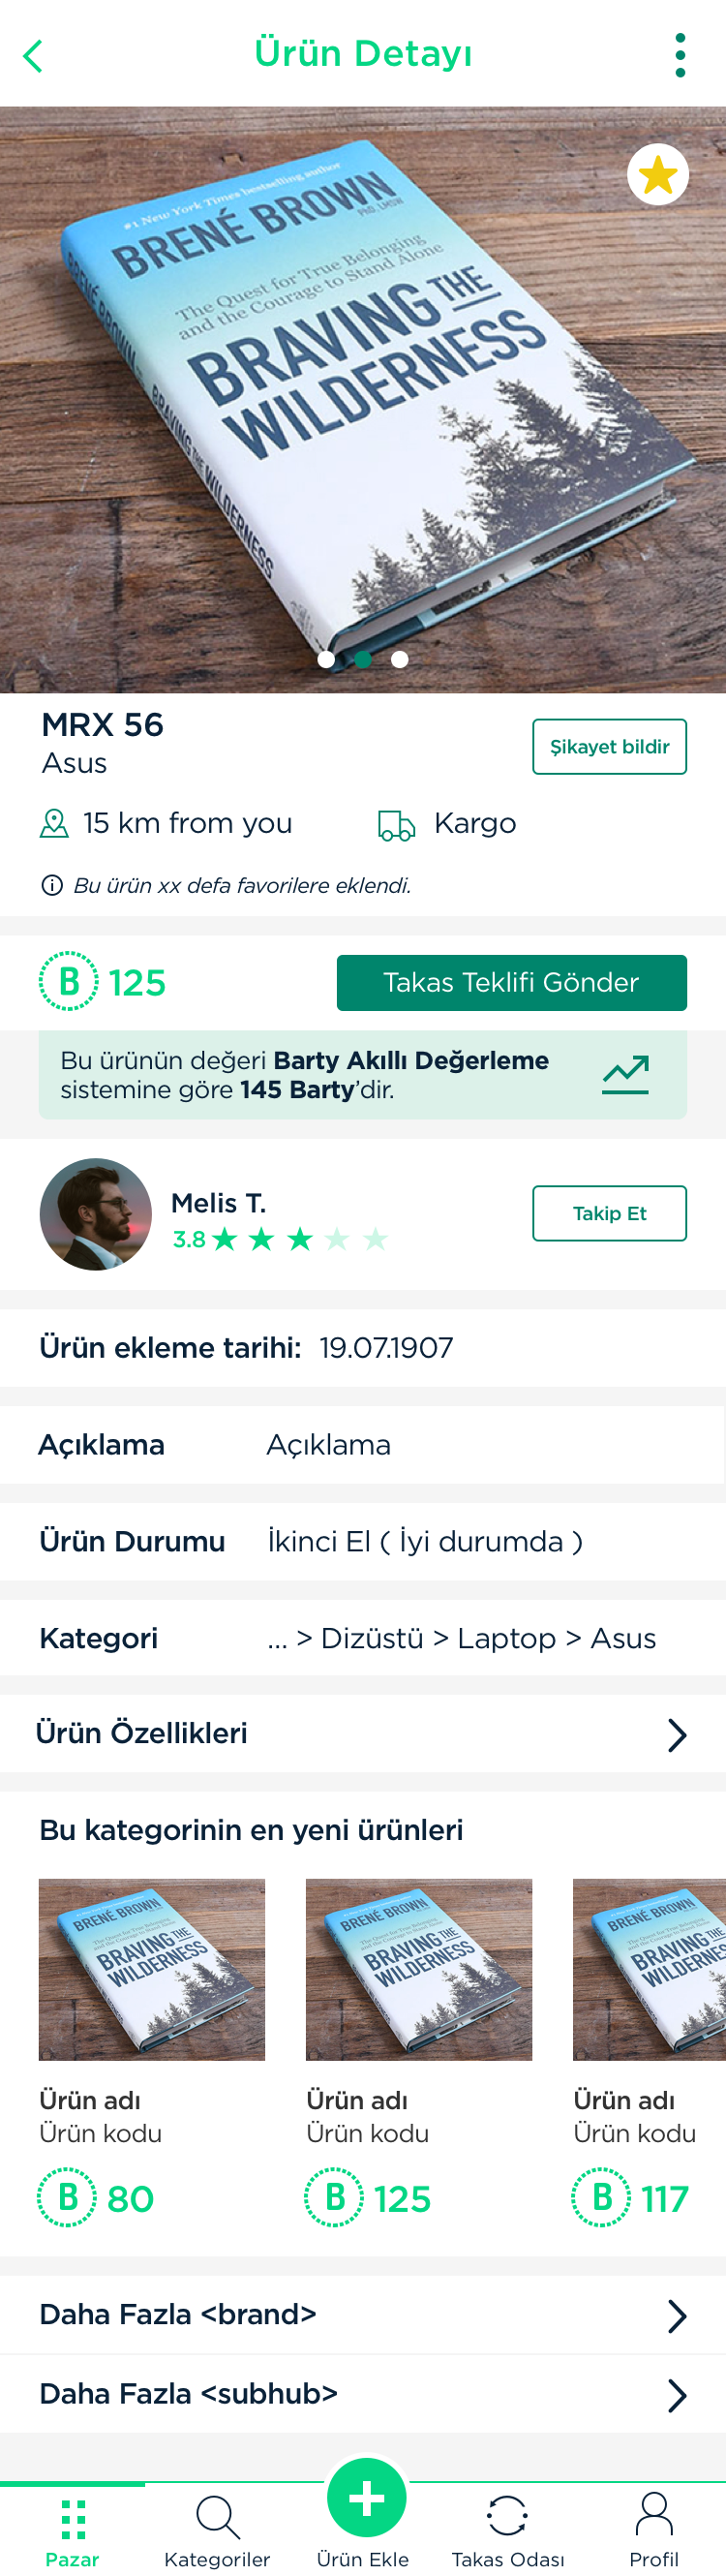 Ürün Detayı
#1 New York Times bestselling author
BRENÉ BROWN
PhD, LMSW
The Quest for True Belonging
and the Courage to Stand Alone
BRAVING THE
WILDERNESS
BRENÉ BROWN BRAVING THE WILDERNESS
MRX 56
Şikayet bildir
Asus
15 km from you
Kargo
Bu ürün xx defa favorilere eklendi.
B 125
Takas Teklifi Gönder
Bu ürünün değeri Barty Akıllı Değerleme
sistemine göre 145 Barty'dir.
Melis T.
3.8
Takip Et
Ürün ekleme tarihi: 19.07.1907
Açıklama Açıklama
Ürün Durumu İkinci El ( İyi durumda )
Kategori ... > Dizüstü > Laptop > Asus
Ürün Özellikleri
Bu kategorinin en yeni ürünleri
BRENÉ BROWN
BRAVING THE
WILDERNESS
BRENÉ BROWN
BRAVING THE
WILDERNESS
BRENÉ BROWN
Ürün adı Ürün adı Ürün adı
Ürün kodu Ürün kodu Ürün kodu
B 80 B 125 B 117
Daha Fazla <brand>
Daha Fazla <subhub>
Pazar Kategoriler Ürün Ekle Takas Odası Profil